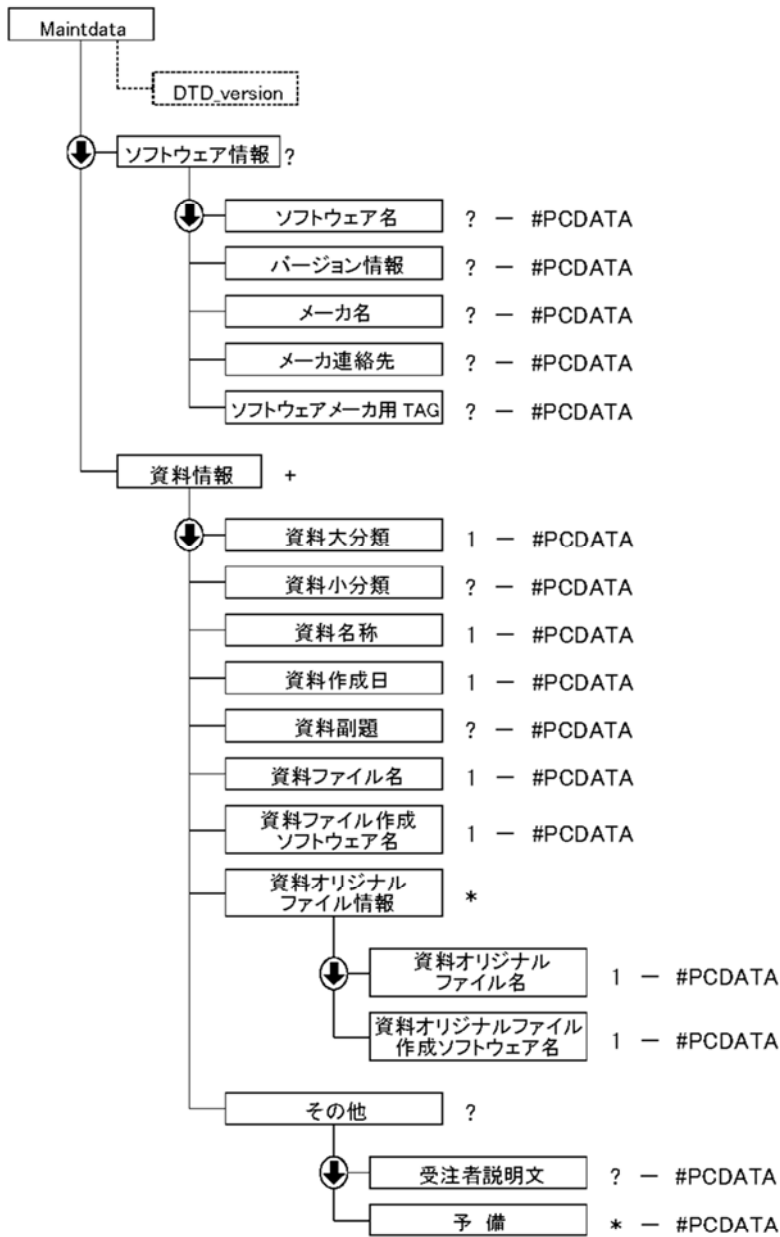 Maintdata
DTD_version
ソフトウェア情報 ?
ソフトウェア名 ? － #PCDATA
バージョン情報 ? － #PCDATA
メーカ名 ? － #PCDATA
メーカ連絡先 ? － #PCDATA
ソフトウェアメーカ用 TAG ? － #PCDATA
資料情報 +
資料大分類 1 － #PCDATA
資料小分類 ? － #PCDATA
資料名称 1 － #PCDATA
資料作成日 1 － #PCDATA
資料副題 ? － #PCDATA
資料ファイル名 1 － #PCDATA
資料ファイル作成
ソフトウェア名 1 － #PCDATA
資料オリジナル
ファイル情報 *
資料オリジナル
ファイル名 1 － #PCDATA
資料オリジナルファイル
作成ソフトウェア名 1 － #PCDATA
その他 ?
受注者説明文 ? － #PCDATA
予 備 * － #PCDATA